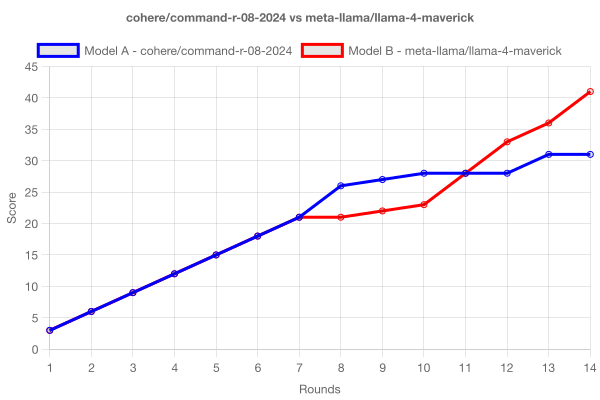 cohere/command-r-08-2024 vs meta-llama/llama-4-maverick
Model A - cohere/command-r-08-2024 Model B - meta-llama/llama-4-maverick
45
40
35
30
25
20
15
10
5
0
Score
1 2 3 4 5 6 7 8 9 10 11 12 13 14
Rounds